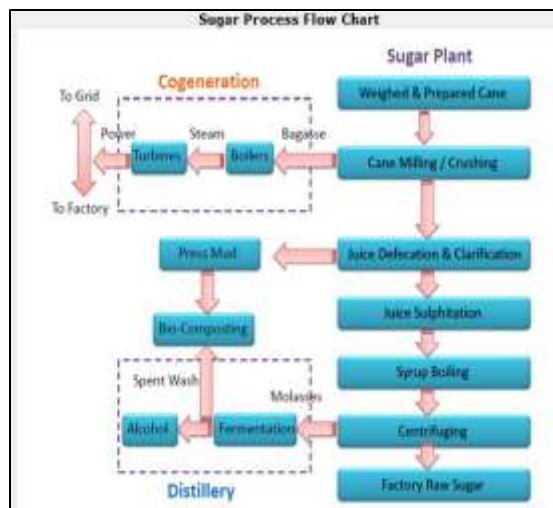 Sugar Process Flow Chart
Sugar Plant
Cogeneration
Weighed & Prepared Cane
To Grid
Power
Steam
Bagasse
Turbines
Boilers
Cane Milling / Crushing
To Factory
Press Mud
Juice Defecation & Clarification
Bio-Composting
Juice Sulphitation
Syrup Boiling
Spent Wash
Molasses
Alcohol
Fermentation
Centrifuging
Distillery
Factory Raw Sugar